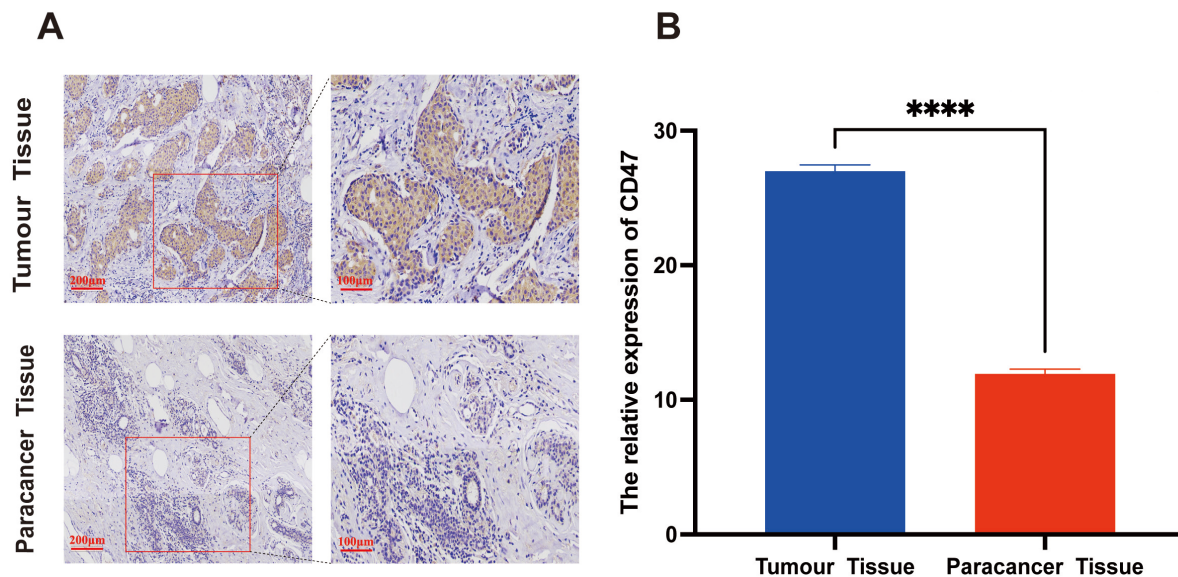 A
Tumour Tissue
200μm
100μm
Paracancer Tissue
200μm
100μm
B
****
The relative expression of CD47
30
20
10
0
Tumour Tissue
Paracancer Tissue